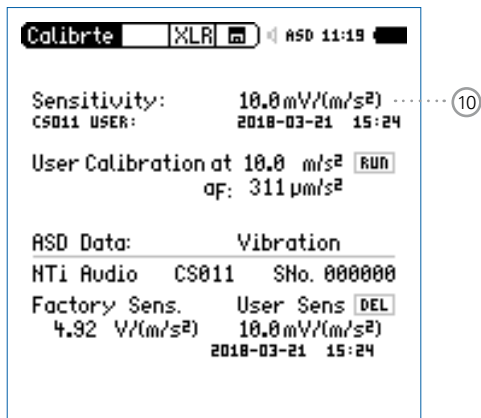 Calibrte XLR ASD 11:19
Sensitivity: 10.0mV/(m/s²) 10
CS011 USER: 2018-03-21 15:24
User Calibration at 10.0 m/s² RUN
aF: 311µm/s²
ASD Data: Vibration
NTi Audio CS011 SNo. 000000
Factory Sens. User Sens DEL
4.92 V/(m/s²) 10.0mV/(m/s²)
2018-03-21 15:24